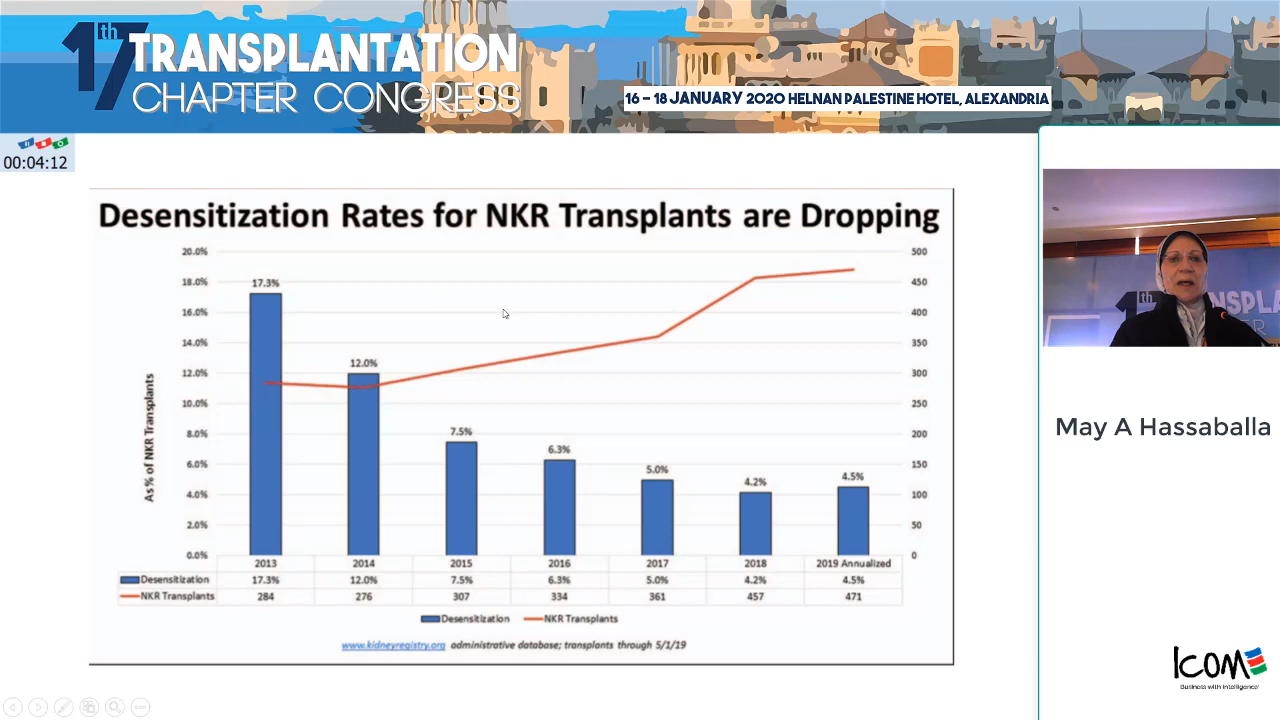 17th TRANSPLANTATION
CHAPTER CONGRESS
16 - 18 JANUARY 2020 HELNAN PALESTINE HOTEL, ALEXANDRIA
00:04:12
Desensitization Rates for NKR Transplants are Dropping
20.0%
18.0%
16.0%
14.0%
12.0%
10.0%
8.0%
6.0%
4.0%
2.0%
0.0%
As % of NKR Transplants
17.3%
12.0%
7.5%
6.3%
5.0%
4.2%
4.5%
500
450
400
350
300
250
200
150
100
50
0
2013 2014 2015 2016 2017 2018 2019 Annualized
Desensitization 17.3% 12.0% 7.5% 6.3% 5.0% 4.2% 4.5%
NKR Transplants 284 276 307 334 361 457 471
Desensitization NKR Transplants
www.kidneyregistry.org administrative database; transplants through 5/1/19
17th
May A Hassaballa
ICOM
Business with Intelligence